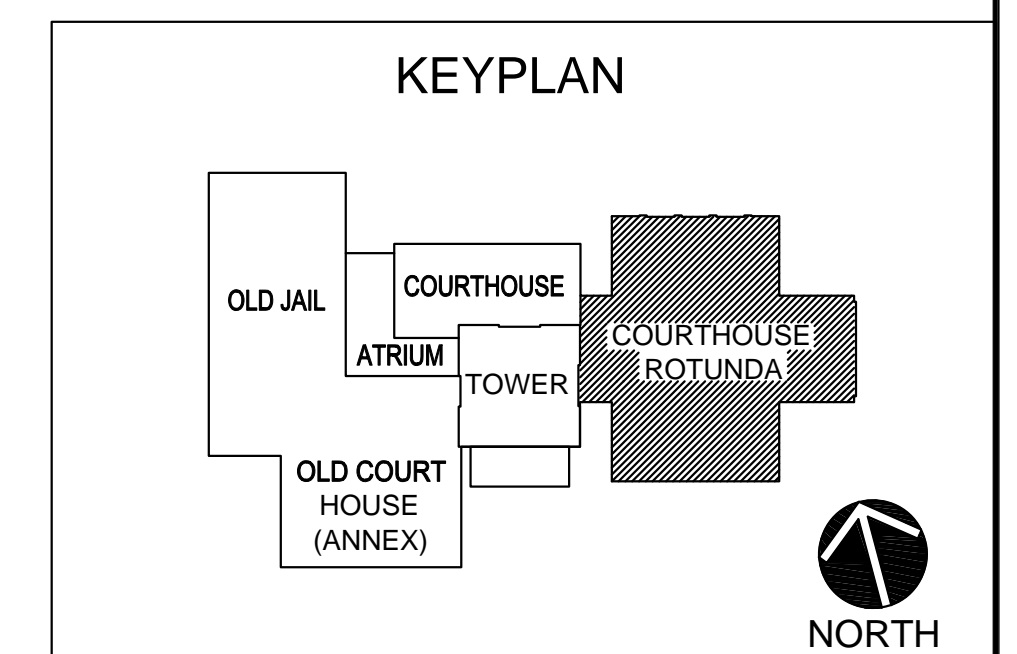 KEYPLAN
OLD JAIL
COURTHOUSE
ATRIUM
TOWER
COURTHOUSE
ROTUNDA
OLD COURT
HOUSE
(ANNEX)
NORTH